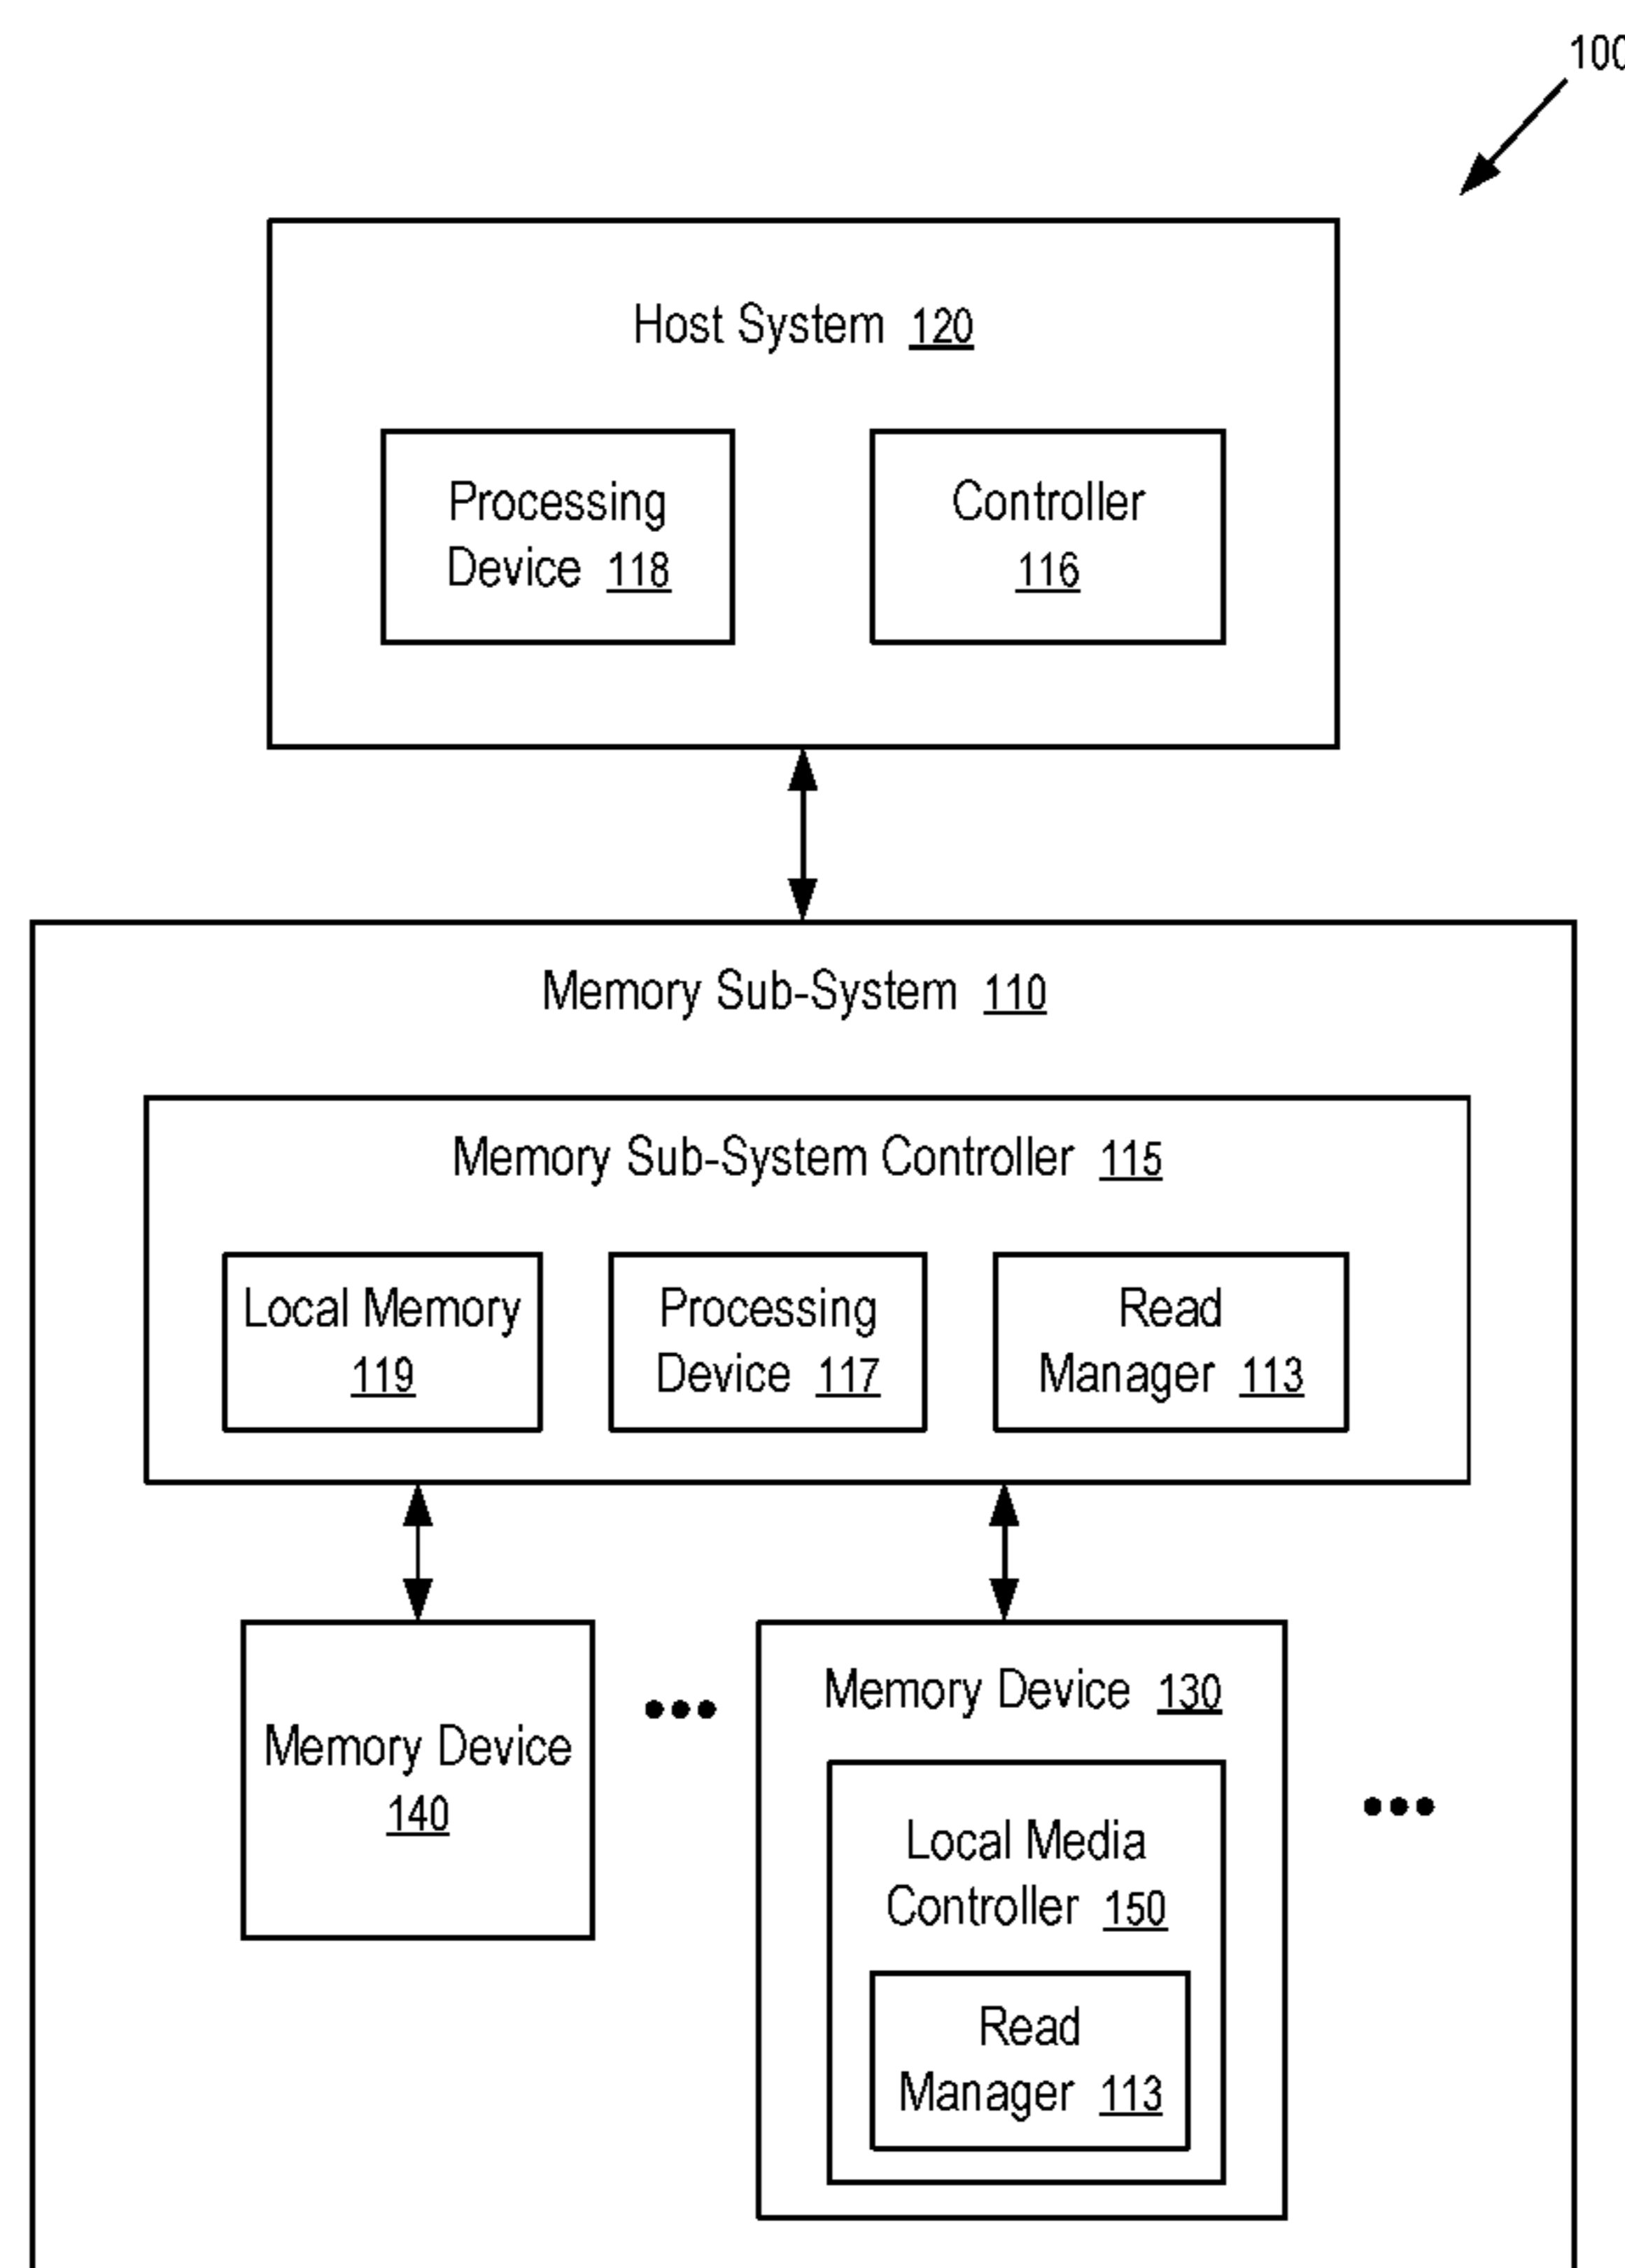 100
Host System 120
Processing
Device 118
Controller
116
Memory Sub-System 110
Memory Sub-System Controller 115
Local Memory
119
Processing
Device 117
Read
Manager 113
Memory Device
140
Memory Device 130
Local Media
Controller 150
Read
Manager 113